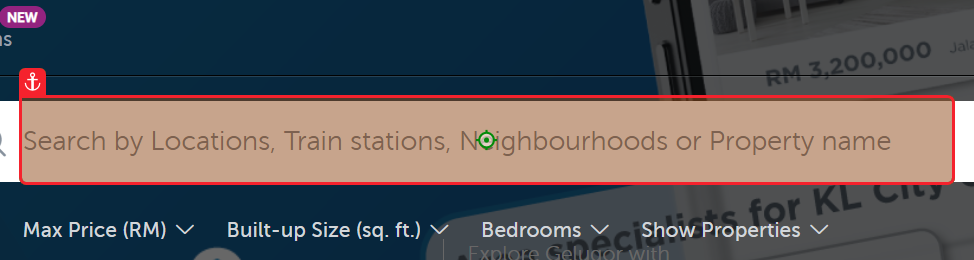 NEW
ns
RM 3,200,000 Jala
Search by Locations, Train stations, Neighbourhoods or Property name
Max Price (RM) Built-up Size (sq. ft.) Bedrooms Show Properties
Specialists for KL City
Explore Gelugor with